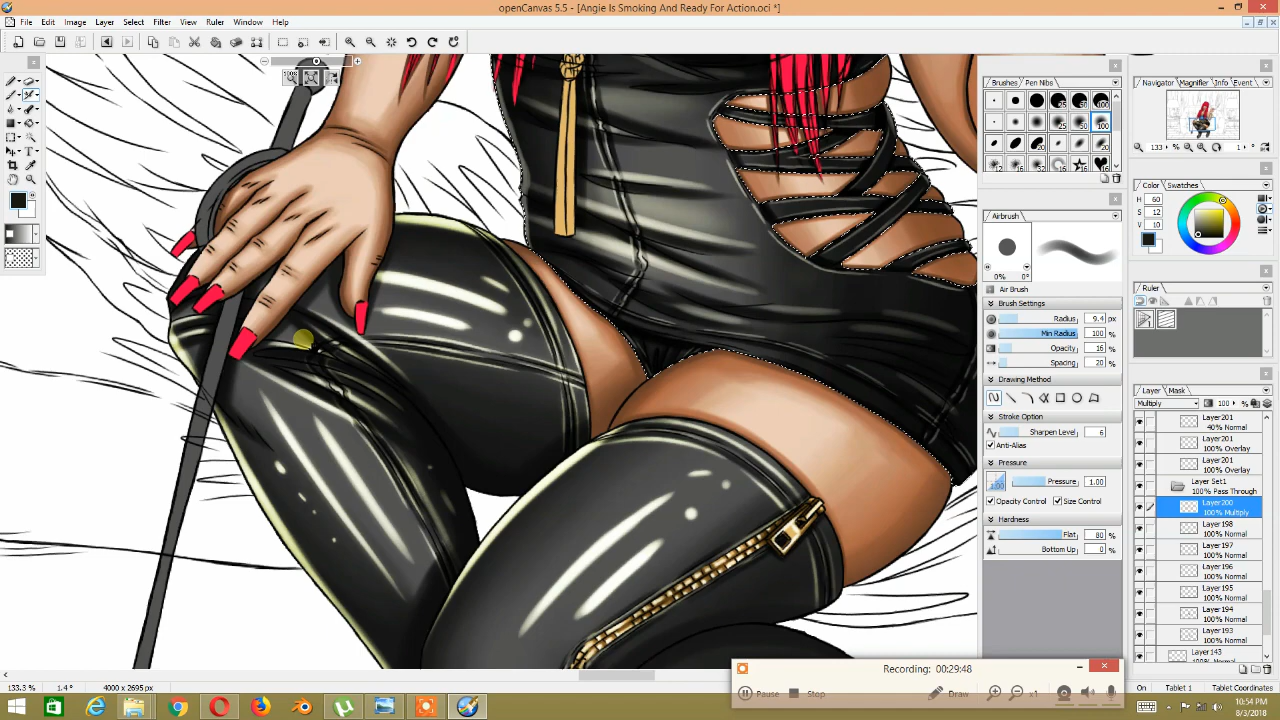 openCanvas 5.5 - [Angie Is Smoking And Ready For Action.oci *]
File Edit Image Layer Select Filter View Ruler Window Help
Brushes Pen Nibs
Navigator Magnifier Info Event
133.3 °
Color Swatches
H 60
S 12
V 10
Airbrush
0% 0%
Air Brush
Brush Settings
Radius 9.4 px
Min Radius 100 %
Opacity 16 %
Spacing 20 %
Drawing Method
Stroke Option
Sharpen Level 6
Anti-Alias
Pressure
Pressure 1.00
Opacity Control Size Control
Hardness
Flat 80 %
Bottom Up 0 %
Ruler
Layer Mask
Multiply 100 %
Layer201
40% Normal
Layer201
100% Overlay
Layer201
100% Overlay
Layer Set1
100% Pass Through
Layer200
100% Multiply
Layer198
100% Normal
Layer197
100% Normal
Layer196
100% Normal
Layer195
100% Normal
Layer194
100% Normal
Layer193
100% Normal
Layer143
Recording: 00:29:48
Pause Stop Draw x1
133.3 % 1.4 ° 4000 x 2695 px
On Tablet 1 Tablet Coordinates
10:54 PM
8/3/2018